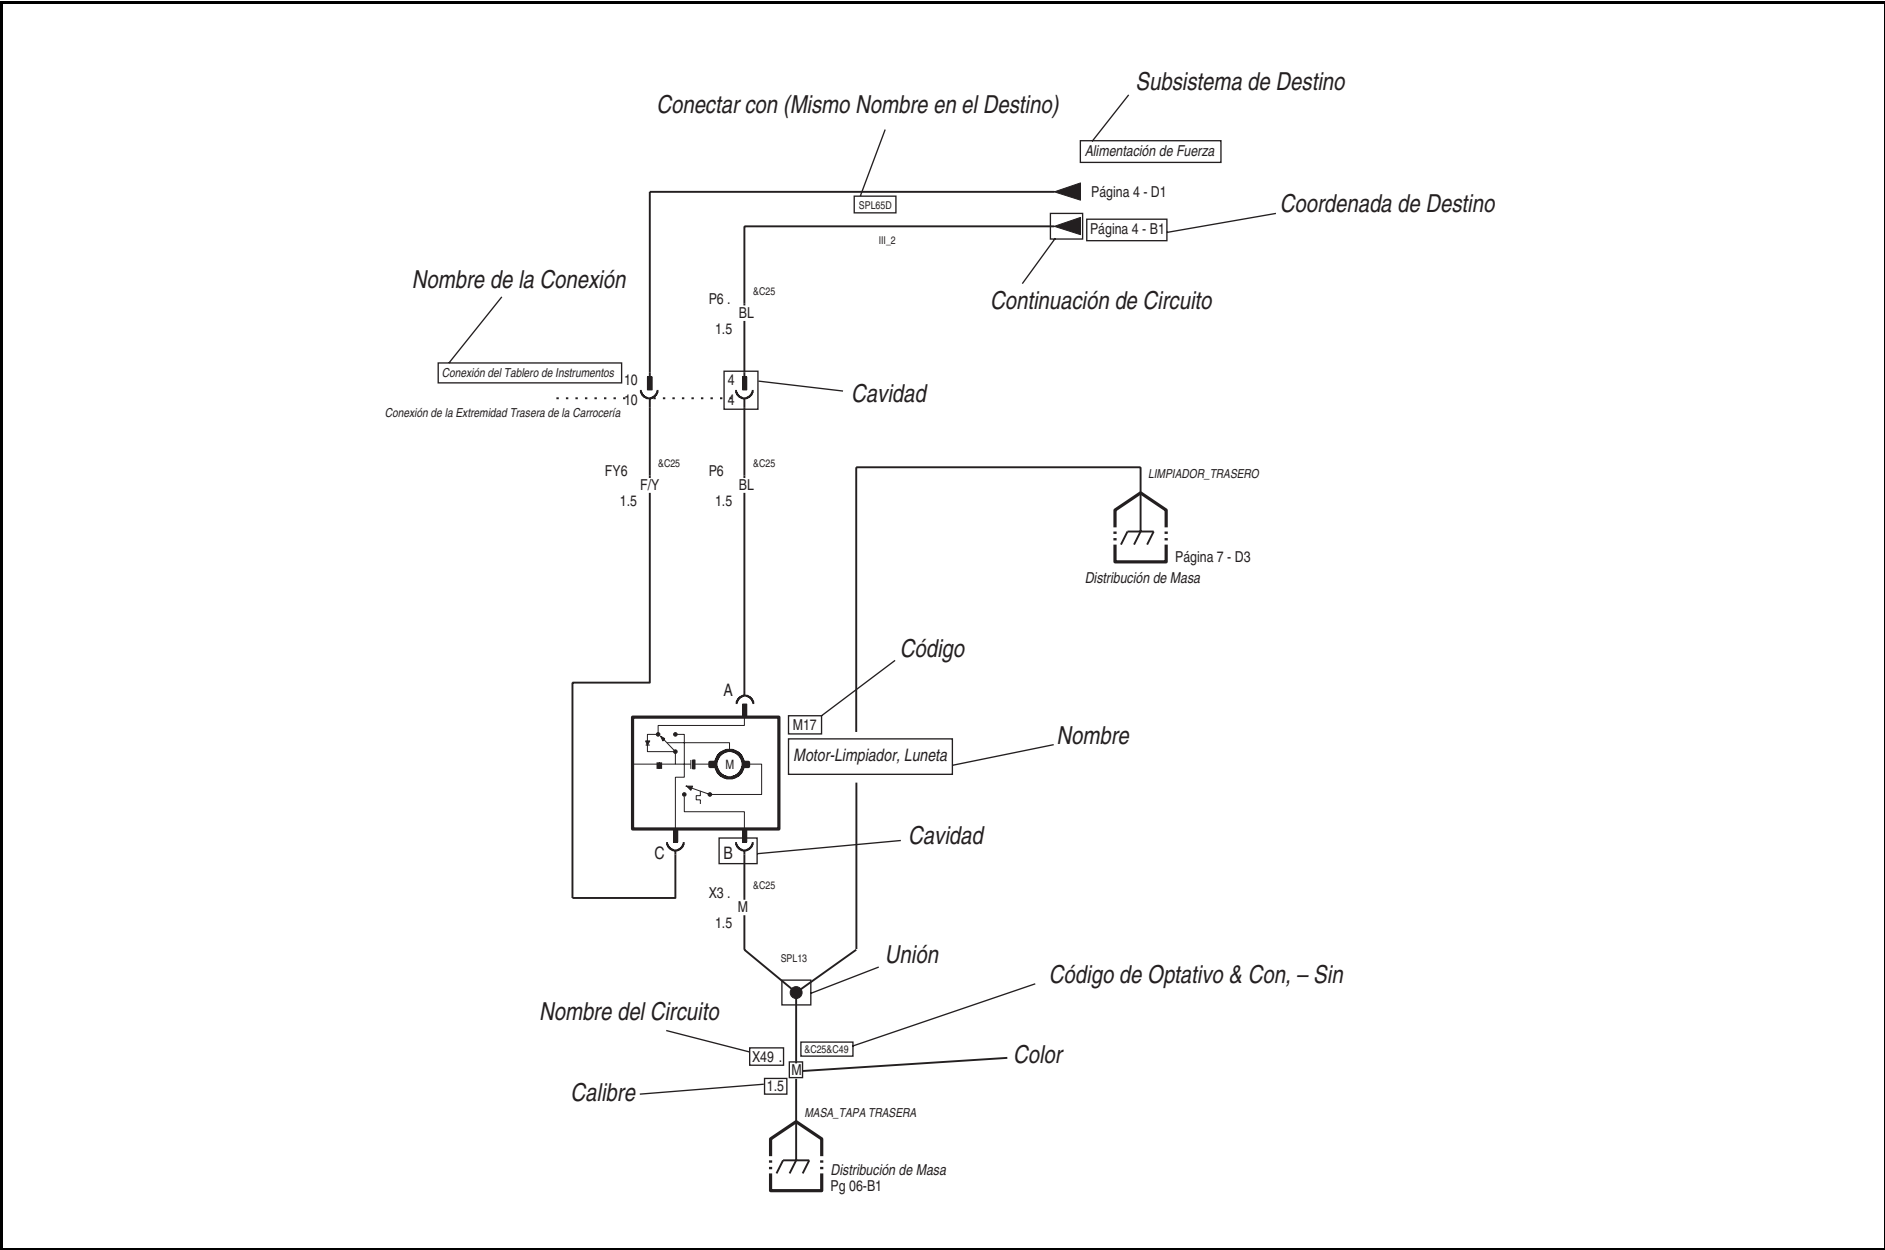 Subsistema de Destino
Conectar con (Mismo Nombre en el Destino)
Alimentación de Fuerza
Página 4 - D1
SPL65D
Coordenada de Destino
Página 4 - B1
III_2
Nombre de la Conexión
Continuación de Circuito
P6 .
&C25
BL
1.5
Conexión del Tablero de Instrumentos
10
4
Cavidad
10
4
Conexión de la Extremidad Trasera de la Carrocería
FY6
&C25
F/Y
1.5
P6
&C25
BL
1.5
LIMPIADOR_TRASERO
Página 7 - D3
Distribución de Masa
Código
A
M17
Nombre
Motor-Limpiador, Luneta
M
Cavidad
C
B
X3 .
&C25
M
1.5
SPL13
Unión
Código de Optativo & Con, – Sin
Nombre del Circuito
X49 .
&C25&C49
Color
M
1.5
Calibre
MASA_TAPA TRASERA
Distribución de Masa
Pg 06-B1